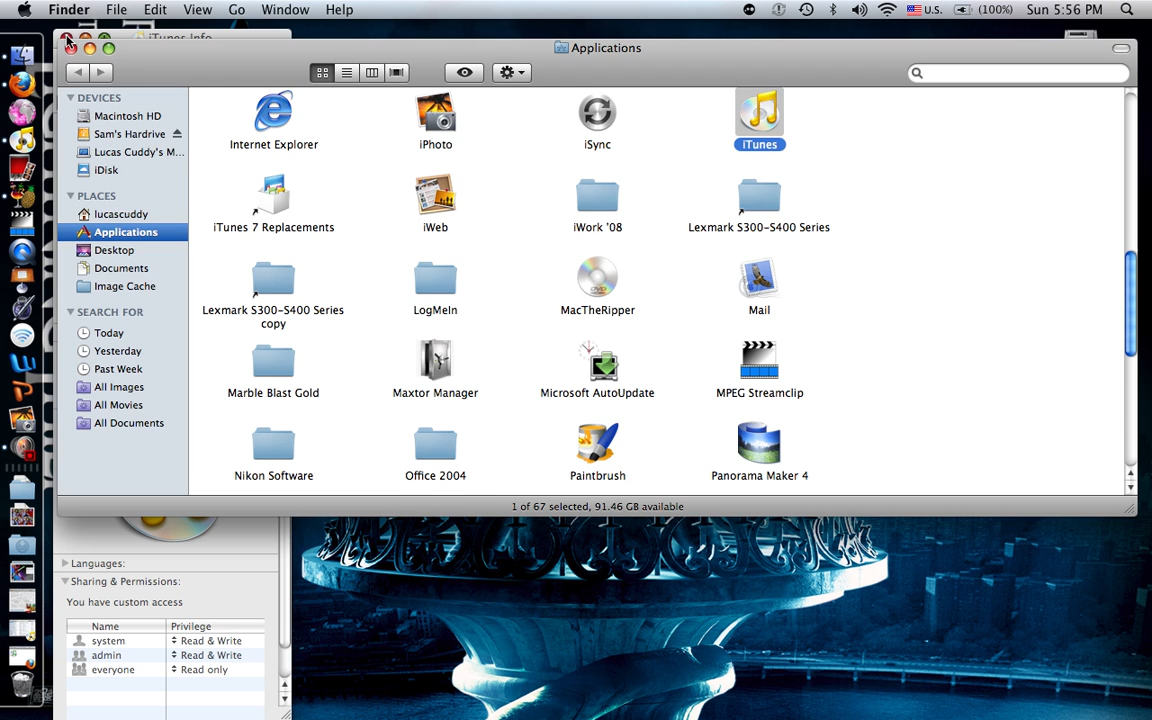 Finder File Edit View Go Window Help U.S. (100%) Sun 5:56 PM
iTunes Info
Applications
DEVICES
Macintosh HD
Sam's Hardrive
Lucas Cuddy's M...
iDisk
PLACES
lucascuddy
Applications
Desktop
Documents
Image Cache
SEARCH FOR
Today
Yesterday
Past Week
All Images
All Movies
All Documents
Internet Explorer iPhoto iSync iTunes
iTunes 7 Replacements iWeb iWork '08 Lexmark S300-S400 Series
Lexmark S300-S400 Series LogMeIn MacTheRipper Mail
copy
Marble Blast Gold Maxtor Manager Microsoft AutoUpdate MPEG Streamclip
Nikon Software Office 2004 Paintbrush Panorama Maker 4
1 of 67 selected, 91.46 GB available
Languages:
Sharing & Permissions:
You have custom access
Name Privilege
system Read & Write
admin Read & Write
everyone Read only